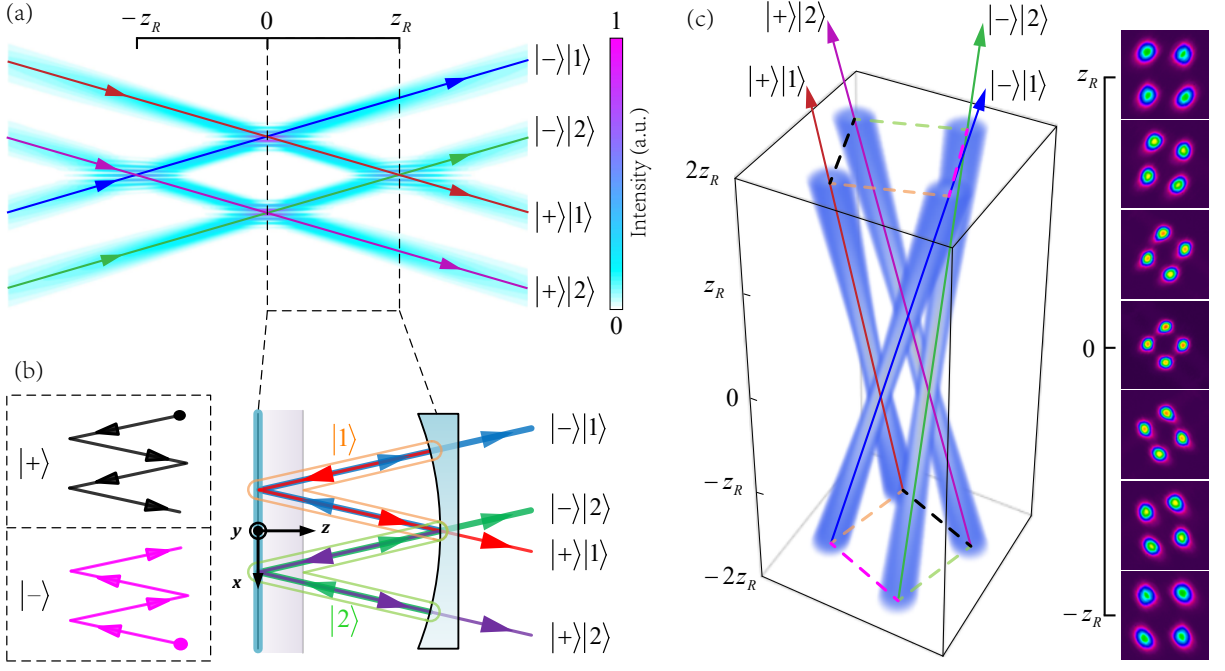 (a)
−z_R 0 z_R
1
Intensity (a.u.)
0
|−⟩|1⟩
|−⟩|2⟩
|+⟩|1⟩
|+⟩|2⟩
(b)
|+⟩
|−⟩
|1⟩
|2⟩
y
z
x
|−⟩|1⟩
|−⟩|2⟩
|+⟩|1⟩
|+⟩|2⟩
(c)
|+⟩|2⟩
|−⟩|2⟩
|+⟩|1⟩
|−⟩|1⟩
2z_R
z_R
0
−z_R
−2z_R
z_R
0
−z_R